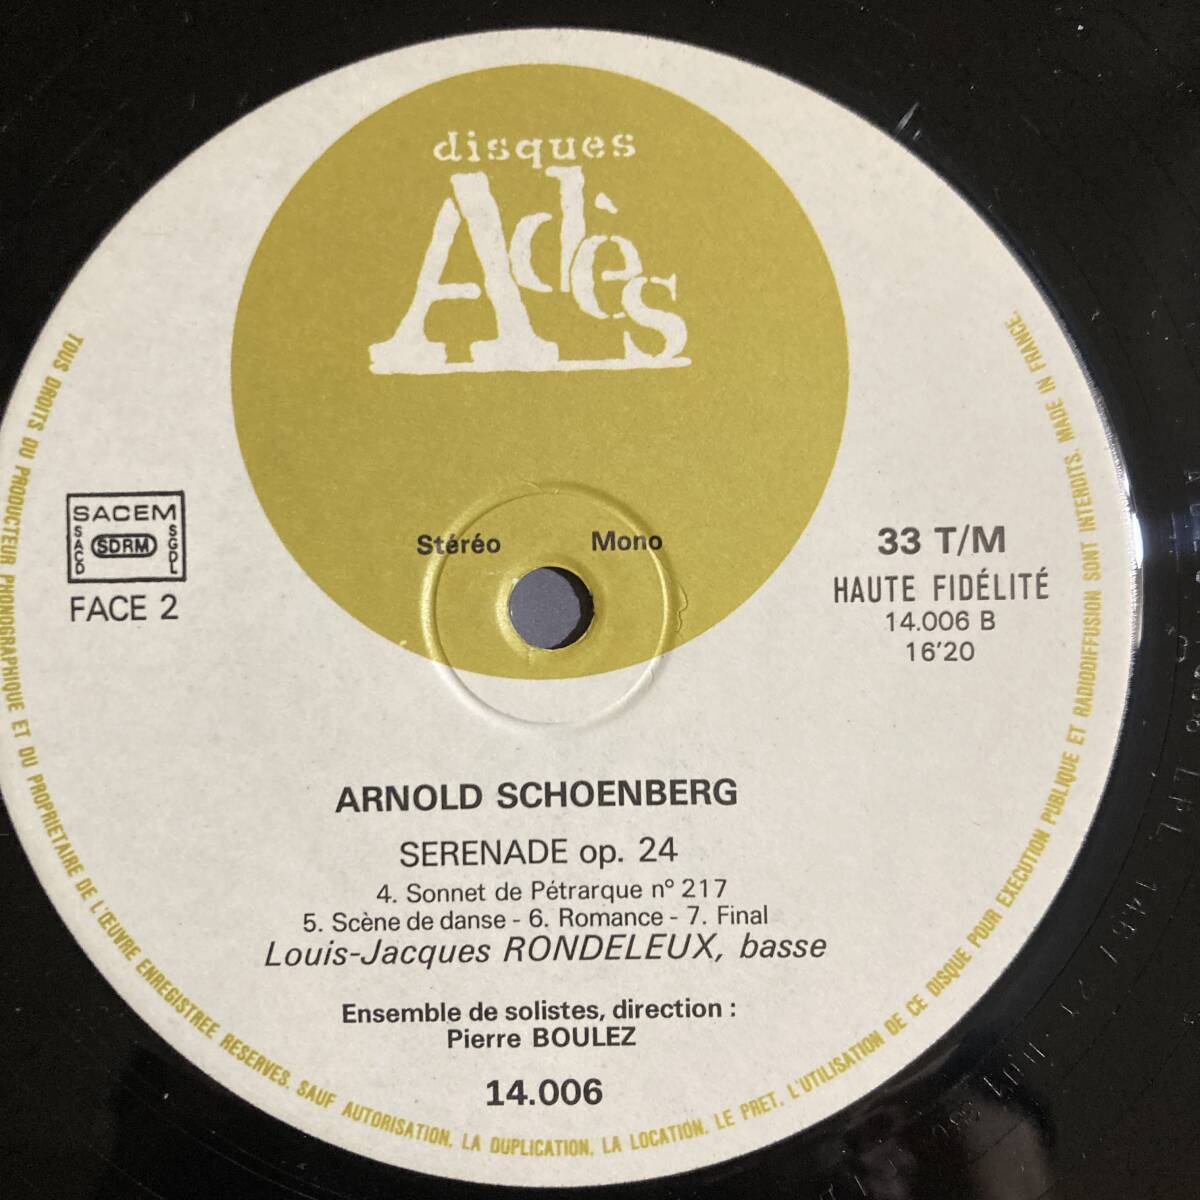 disques
Adès
Stéréo Mono
SACEM
SACD SDRM SGDL
FACE 2
33 T/M
HAUTE FIDÉLITÉ
14.006 B
16'20
ARNOLD SCHOENBERG
SERENADE op. 24
4. Sonnet de Pétrarque n° 217
5. Scène de danse - 6. Romance - 7. Final
Louis-Jacques RONDELEUX, basse
Ensemble de solistes, direction :
Pierre BOULEZ
14.006
TOUS DROITS DU PRODUCTEUR PHONOGRAPHIQUE ET DU PROPRIETAIRE DE L'ŒUVRE ENREGISTREE RESERVES. SAUF AUTORISATION, LA DUPLICATION, LA LOCATION, LE PRET, L'UTILISATION DE CE DISQUE POUR EXECUTION PUBLIQUE ET RADIODIFFUSION SONT INTERDITS. MADE IN FRANCE.